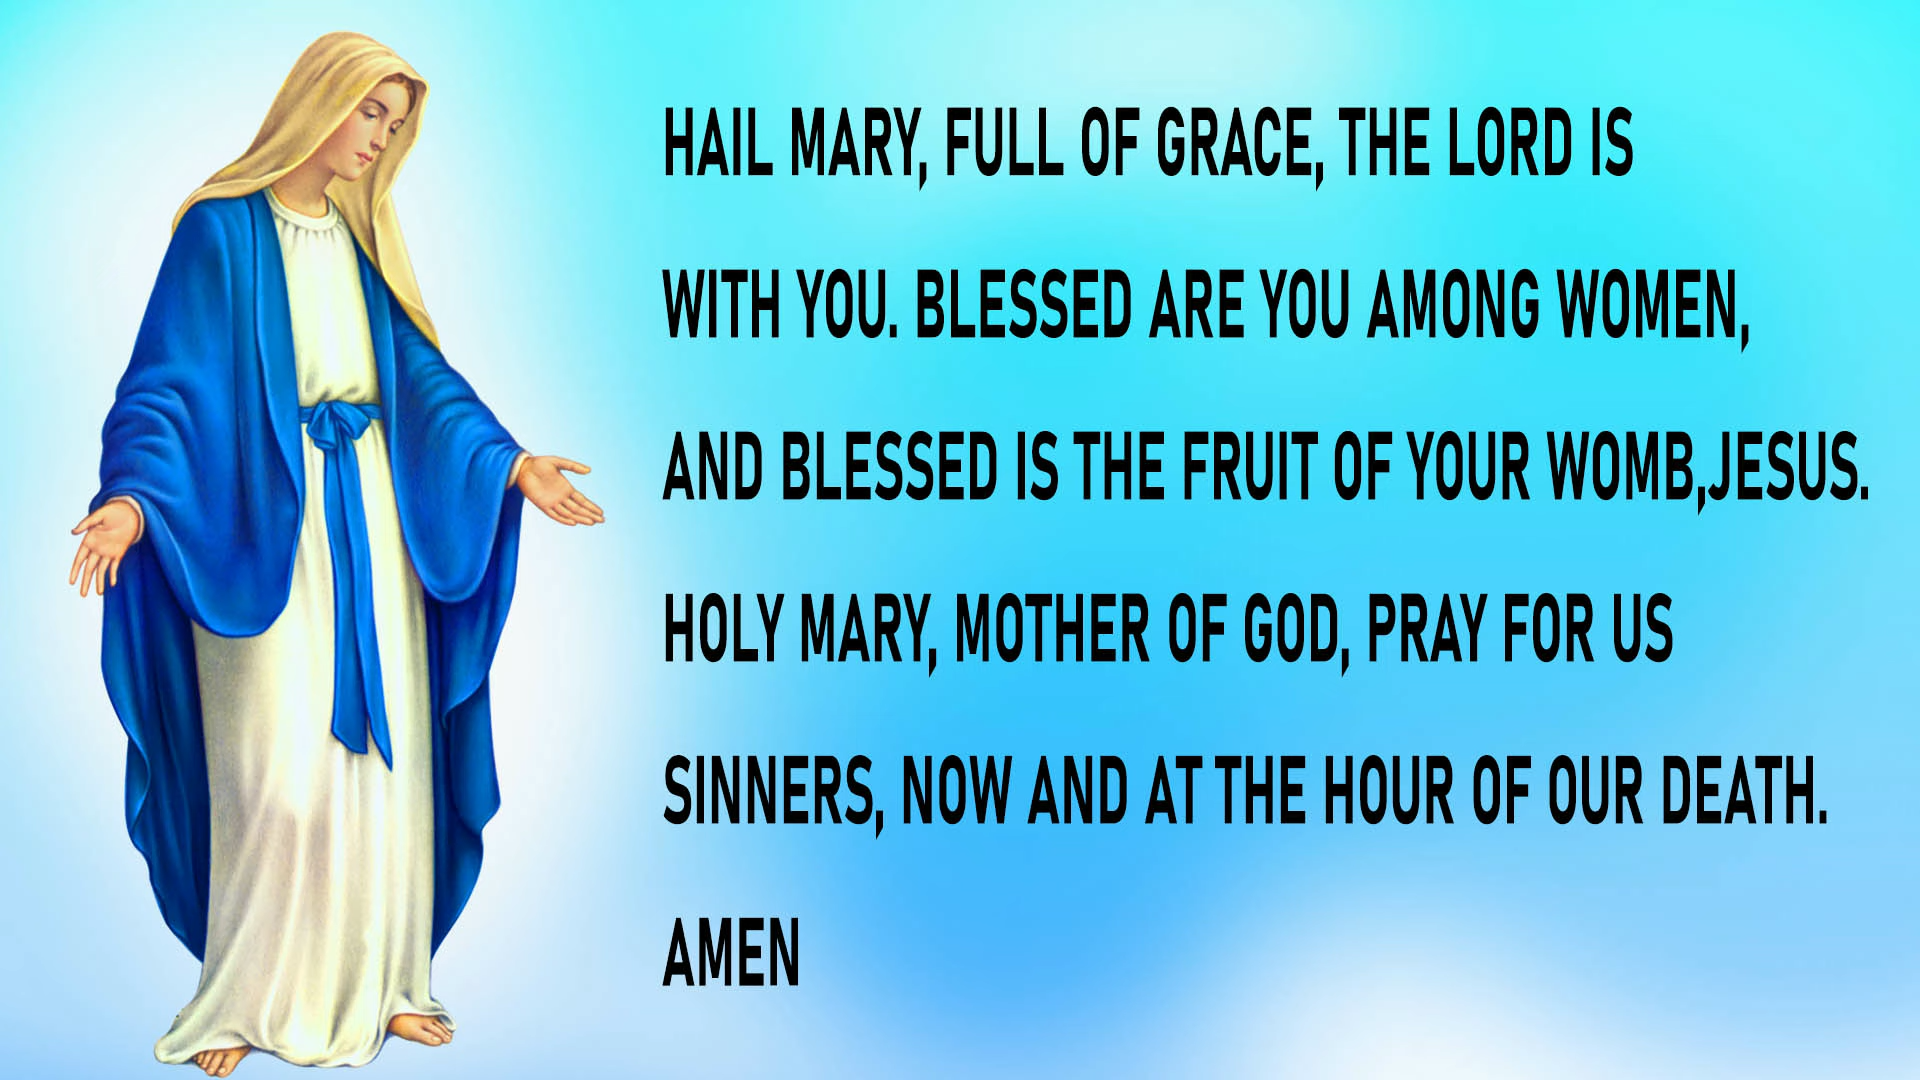 HAIL MARY, FULL OF GRACE, THE LORD IS
WITH YOU. BLESSED ARE YOU AMONG WOMEN,
AND BLESSED IS THE FRUIT OF YOUR WOMB,JESUS.
HOLY MARY, MOTHER OF GOD, PRAY FOR US
SINNERS, NOW AND AT THE HOUR OF OUR DEATH.
AMEN